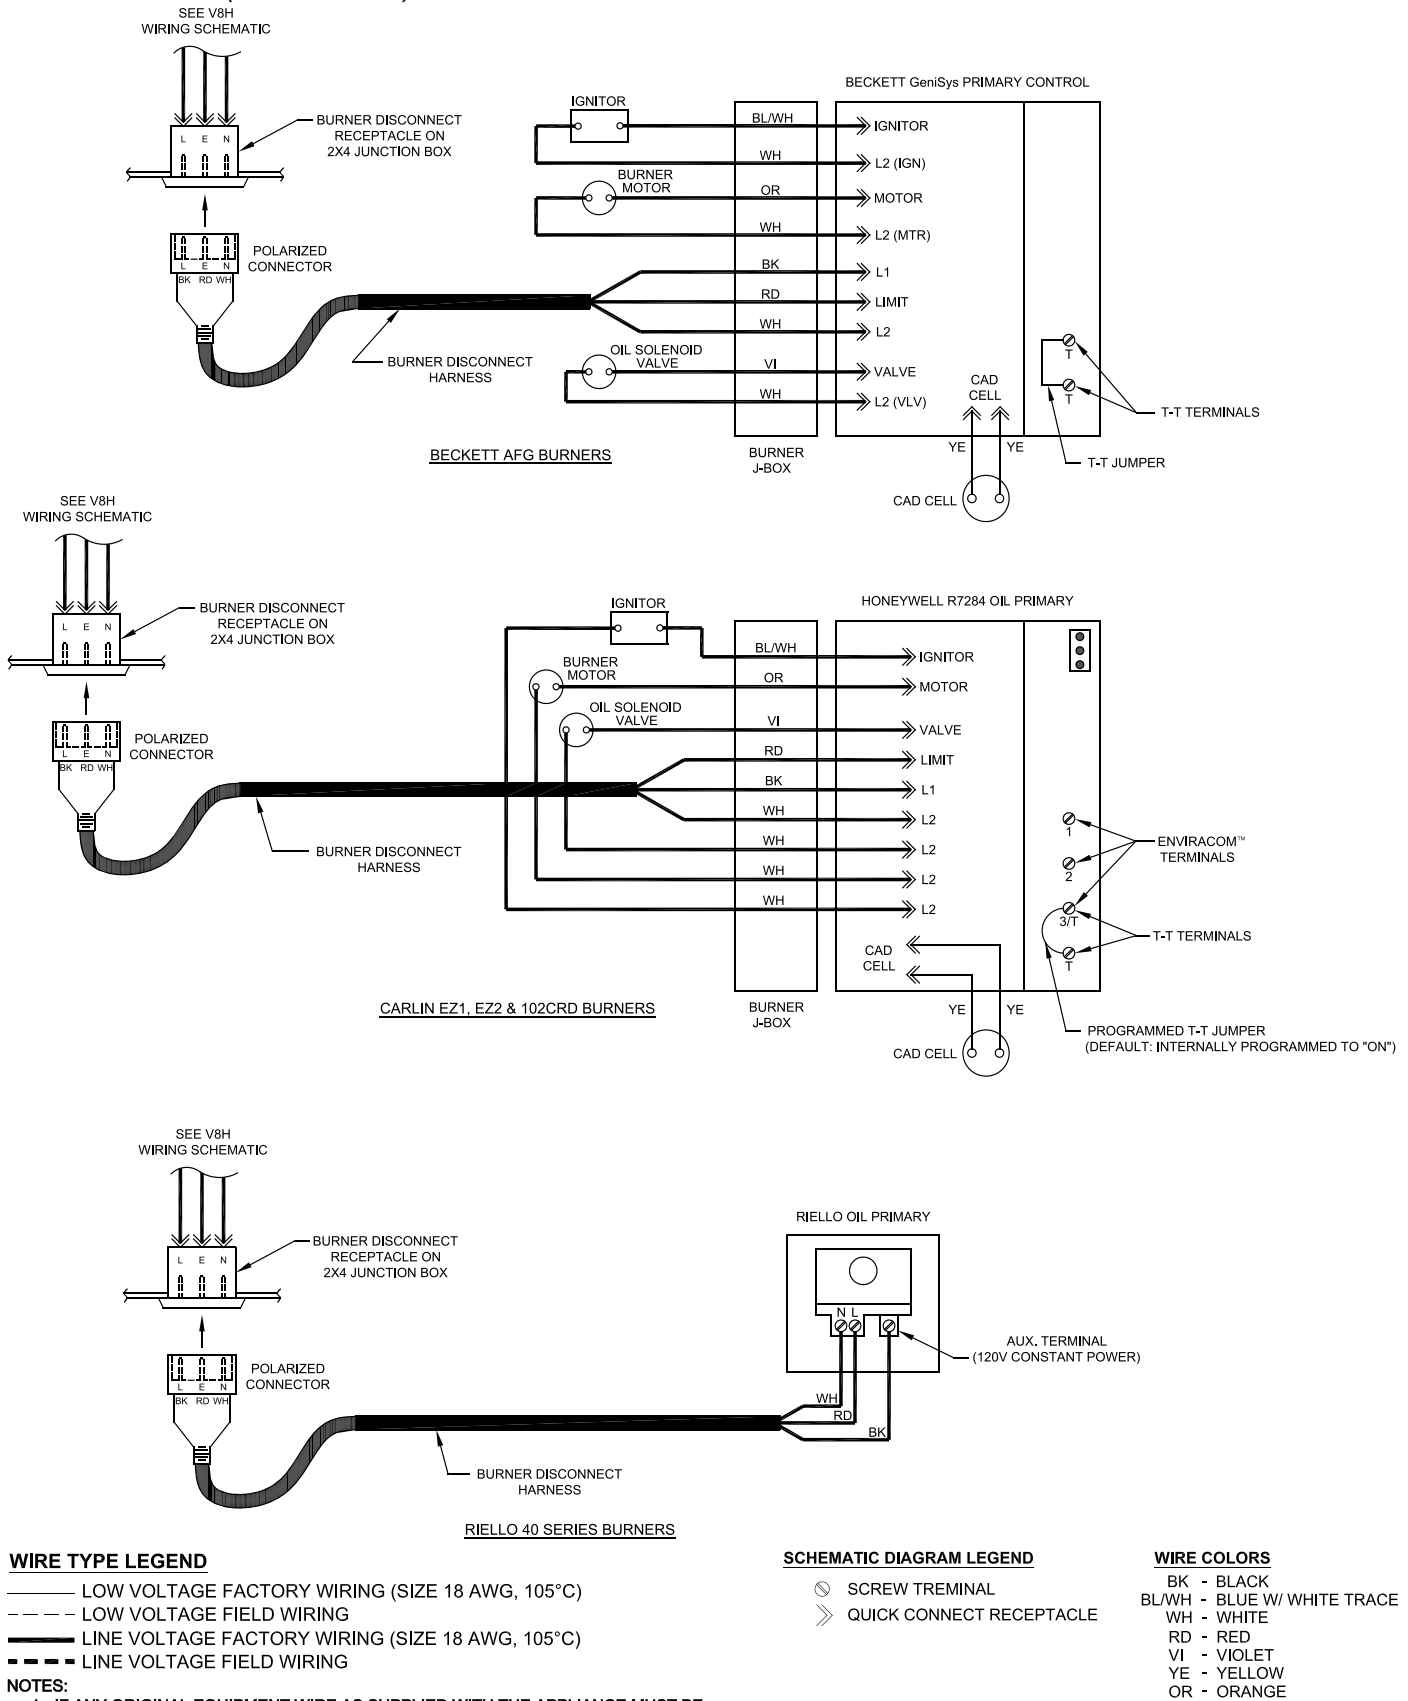 SEE V8H
WIRING SCHEMATIC
L E N
BURNER DISCONNECT
RECEPTACLE ON
2X4 JUNCTION BOX
POLARIZED
CONNECTOR
L E N
BK RD WH
BURNER DISCONNECT
HARNESS
BECKETT GeniSys PRIMARY CONTROL
IGNITOR
BL/WH
IGNITOR
WH
L2 (IGN)
BURNER
MOTOR
OR
MOTOR
WH
L2 (MTR)
BK
L1
RD
LIMIT
WH
L2
OIL SOLENOID
VALVE
VI
VALVE
WH
L2 (VLV)
CAD
CELL
T
T
T-T TERMINALS
T-T JUMPER
YE
YE
CAD CELL
BURNER
J-BOX
BECKETT AFG BURNERS
SEE V8H
WIRING SCHEMATIC
L E N
BURNER DISCONNECT
RECEPTACLE ON
2X4 JUNCTION BOX
POLARIZED
CONNECTOR
L E N
BK RD WH
BURNER DISCONNECT
HARNESS
HONEYWELL R7284 OIL PRIMARY
IGNITOR
BL/WH
IGNITOR
BURNER
MOTOR
OR
MOTOR
OIL SOLENOID
VALVE
VI
VALVE
RD
LIMIT
BK
L1
WH
L2
WH
L2
WH
L2
WH
L2
CAD
CELL
1
2
3/T
T
ENVIRACOM™
TERMINALS
T-T TERMINALS
PROGRAMMED T-T JUMPER
(DEFAULT: INTERNALLY PROGRAMMED TO "ON")
YE
YE
CAD CELL
BURNER
J-BOX
CARLIN EZ1, EZ2 & 102CRD BURNERS
SEE V8H
WIRING SCHEMATIC
L E N
BURNER DISCONNECT
RECEPTACLE ON
2X4 JUNCTION BOX
POLARIZED
CONNECTOR
L E N
BK RD WH
BURNER DISCONNECT
HARNESS
RIELLO OIL PRIMARY
N L
AUX. TERMINAL
(120V CONSTANT POWER)
WH
RD
BK
RIELLO 40 SERIES BURNERS
WIRE TYPE LEGEND
LOW VOLTAGE FACTORY WIRING (SIZE 18 AWG, 105°C)
LOW VOLTAGE FIELD WIRING
LINE VOLTAGE FACTORY WIRING (SIZE 18 AWG, 105°C)
LINE VOLTAGE FIELD WIRING
NOTES:
SCHEMATIC DIAGRAM LEGEND
SCREW TREMINAL
QUICK CONNECT RECEPTACLE
WIRE COLORS
BK - BLACK
BL/WH - BLUE W/ WHITE TRACE
WH - WHITE
RD - RED
VI - VIOLET
YE - YELLOW
OR - ORANGE